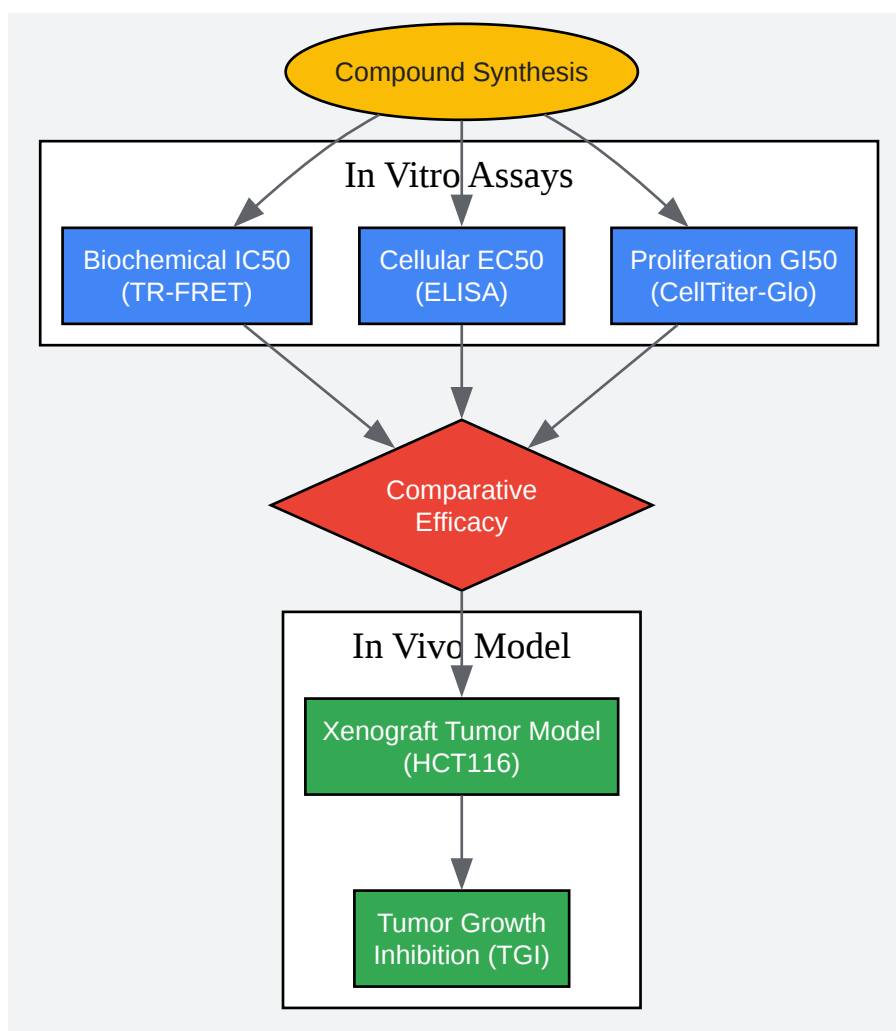 Compound Synthesis
In Vitro Assays
Biochemical IC50
(TR-FRET)
Cellular EC50
(ELISA)
Proliferation GI50
(CellTiter-Glo)
Comparative
Efficacy
In Vivo Model
Xenograft Tumor Model
(HCT116)
Tumor Growth
Inhibition (TGI)